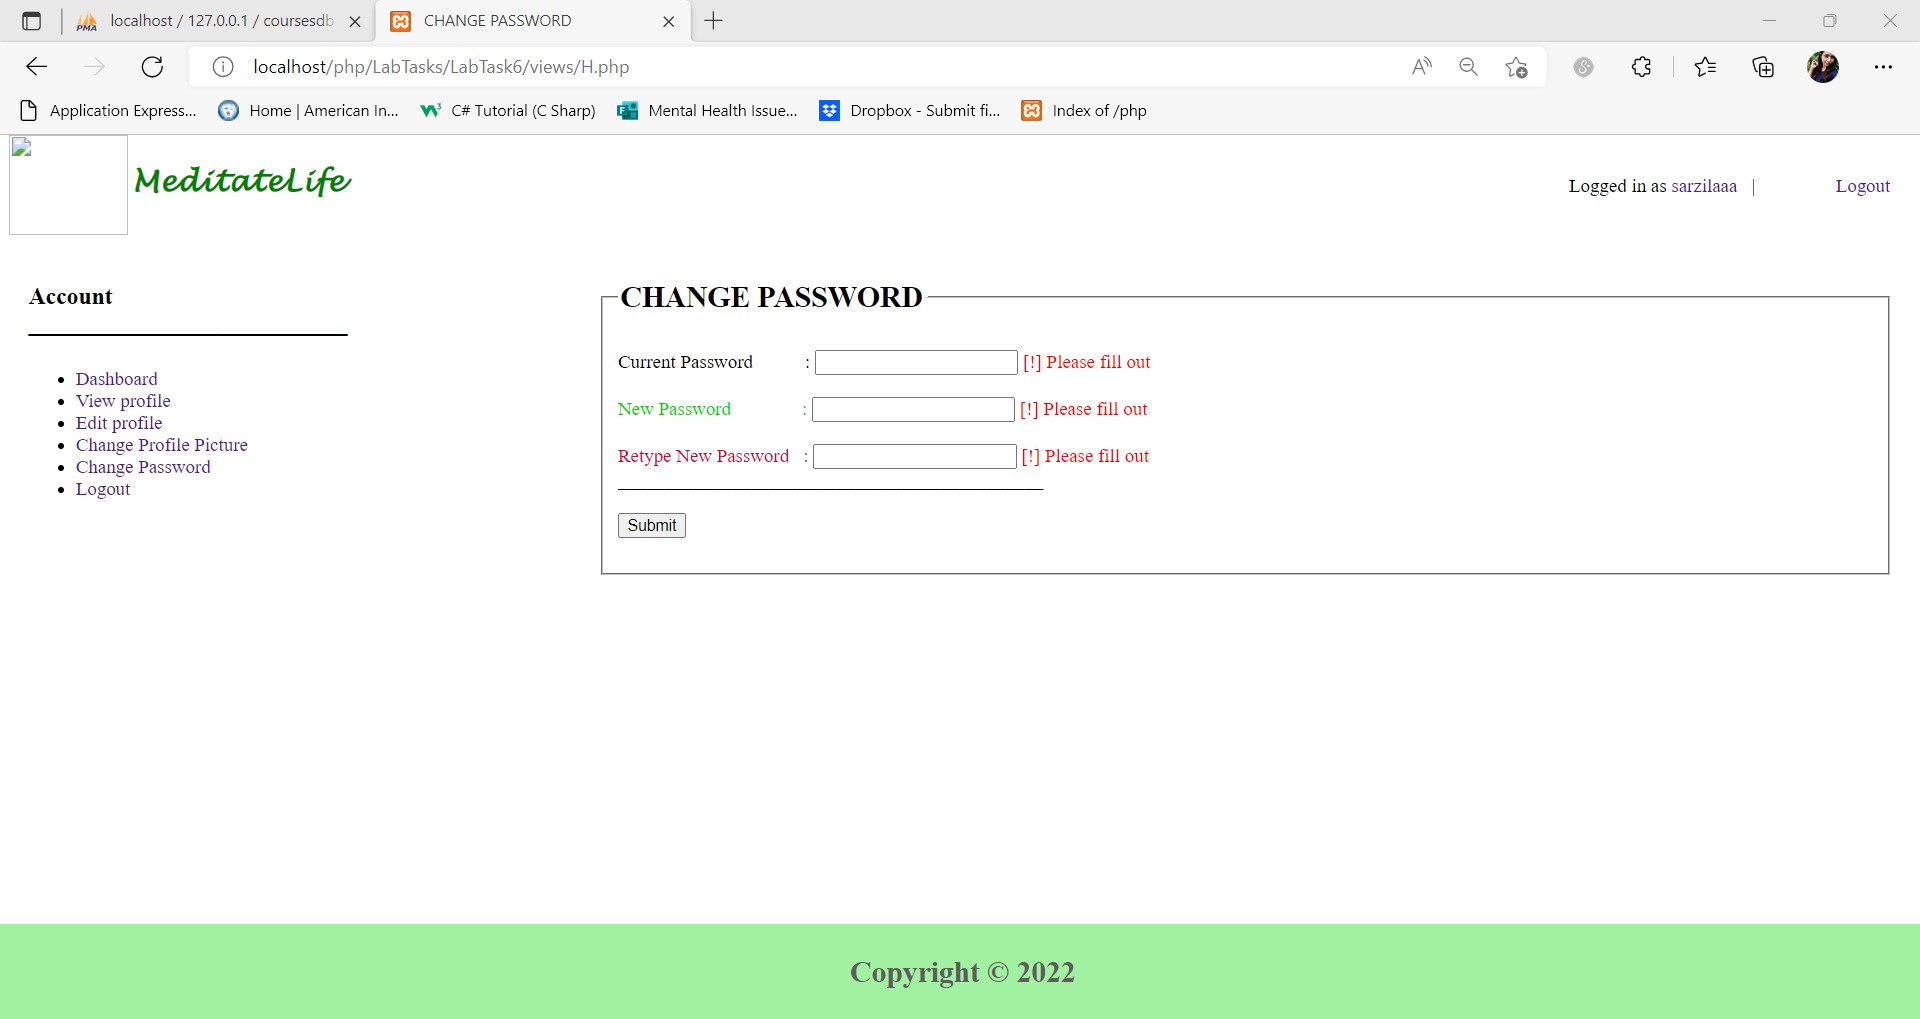 localhost / 127.0.0.1 / coursesdb
CHANGE PASSWORD
localhost/php/LabTasks/LabTask6/views/H.php
Application Express...
Home | American In...
C# Tutorial (C Sharp)
Mental Health Issue...
Dropbox - Submit fi...
Index of /php
MeditateLife
Logged in as sarzilaaa |
Logout
Account
Dashboard
View profile
Edit profile
Change Profile Picture
Change Password
Logout
CHANGE PASSWORD
Current Password : [!] Please fill out
New Password : [!] Please fill out
Retype New Password : [!] Please fill out
Submit
Copyright © 2022